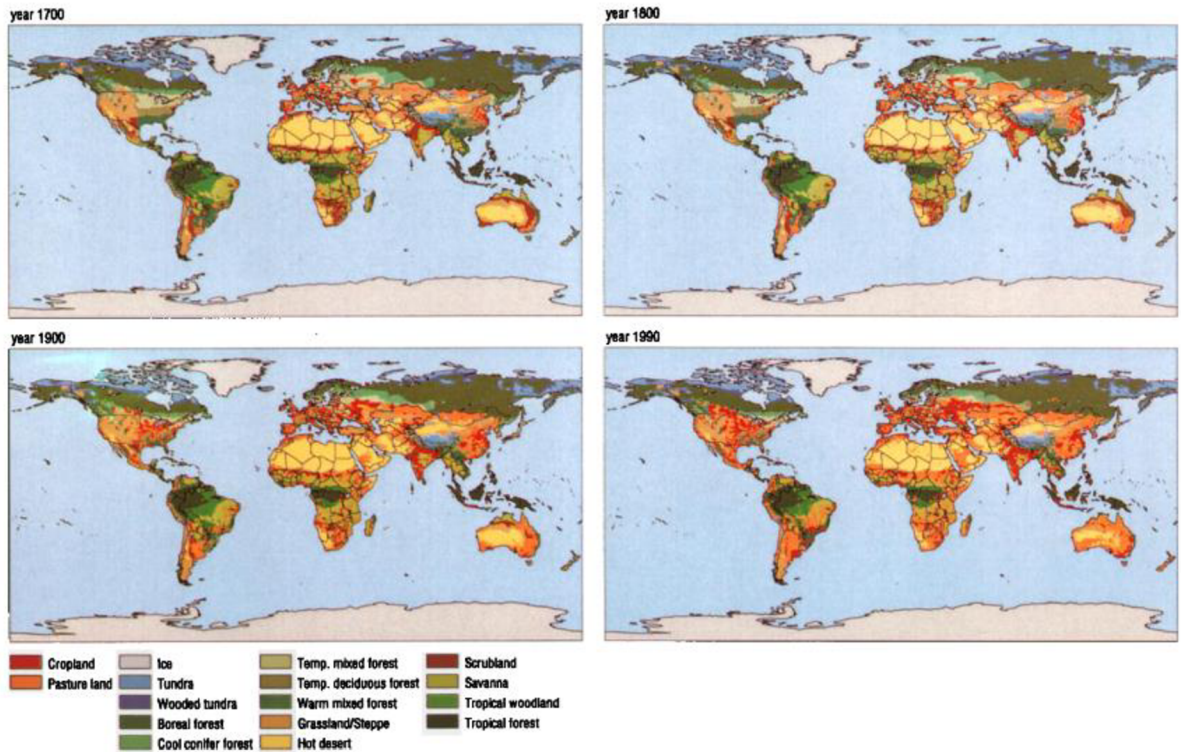 year 1700
year 1800
year 1900
year 1990
Cropland
Pasture land
Ice
Tundra
Wooded tundra
Boreal forest
Cool conifer forest
Temp. mixed forest
Temp. deciduous forest
Warm mixed forest
Grassland/Steppe
Hot desert
Scrubland
Savanna
Tropical woodland
Tropical forest